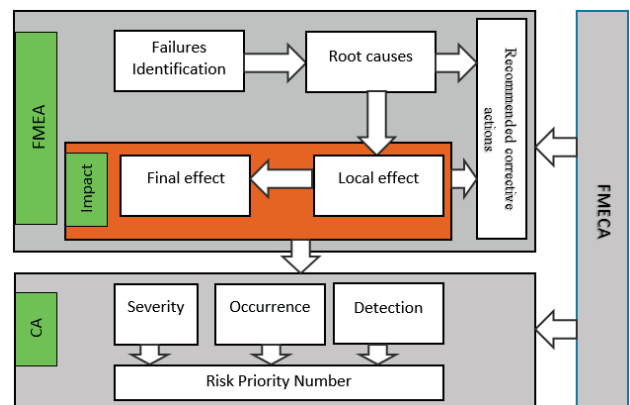 Failures
Identification
Root causes
Recommended corrective
actions
FMEA
Impact
Final effect
Local effect
FMECA
CA
Severity
Occurrence
Detection
Risk Priority Number